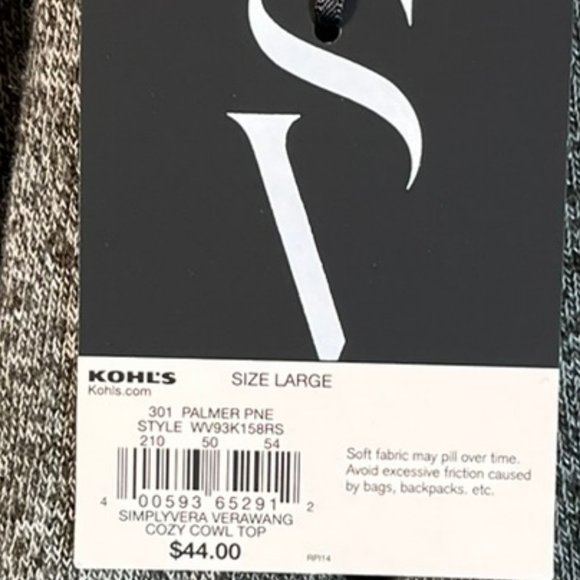 SV
KOHL'S SIZE LARGE
Kohls.com
301 PALMER PNE
STYLE WV93K158RS
210 50 54
4 00593 65291 2
SIMPLYVERA VERAWANG
COZY COWL TOP
$44.00
Soft fabric may pill over time.
Avoid excessive friction caused
by bags, backpacks. etc.
RPI14